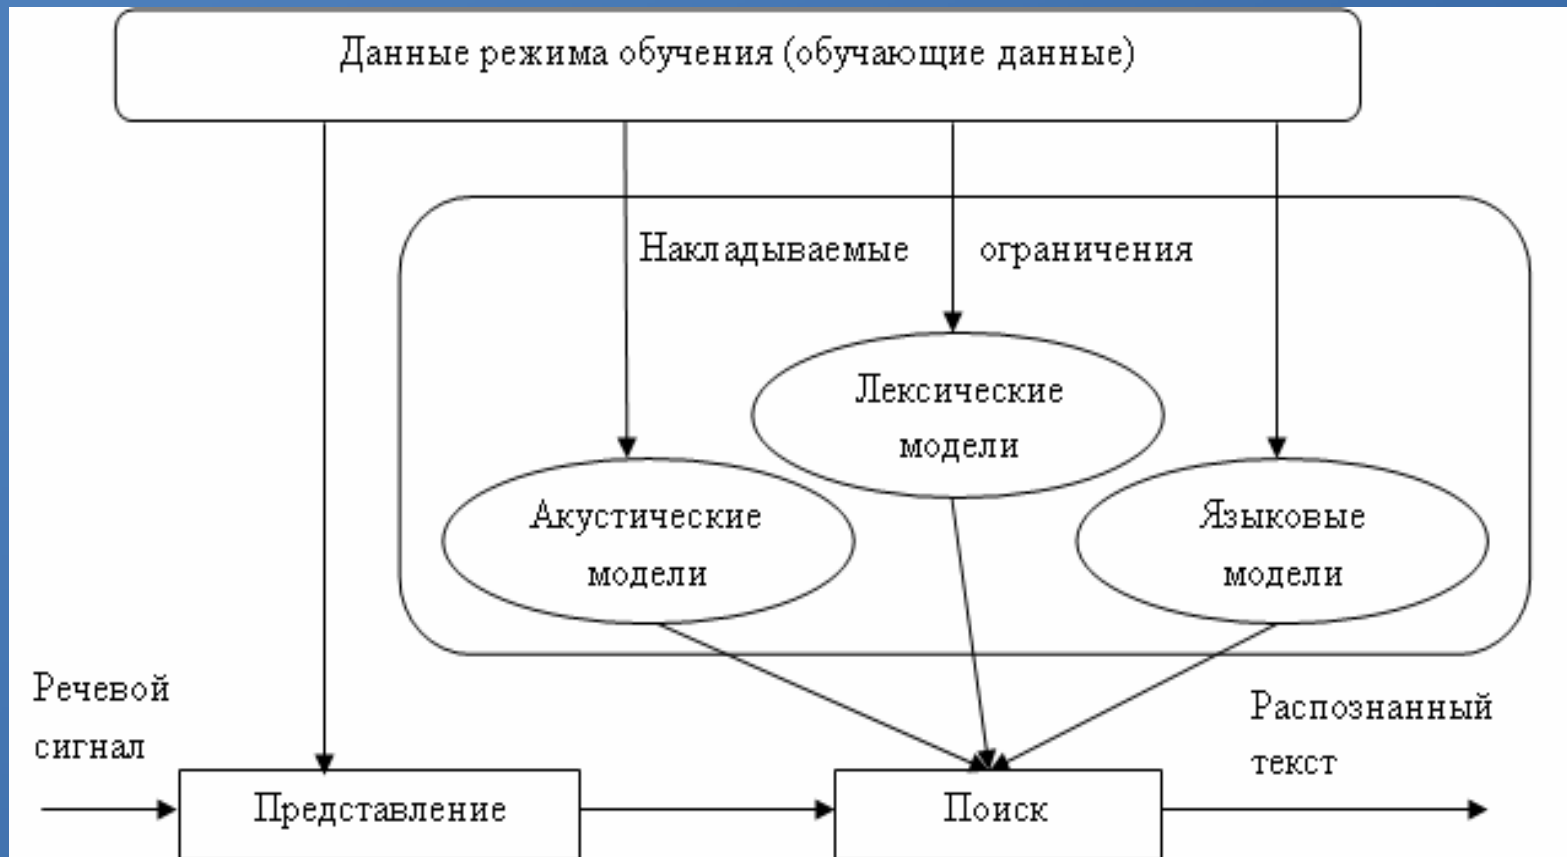 Данные режима обучения (обучающие данные)
Накладываемые ограничения
Лексические
модели
Акустические
модели
Языковые
модели
Речевой
сигнал
Распознанный
текст
Представление
Поиск